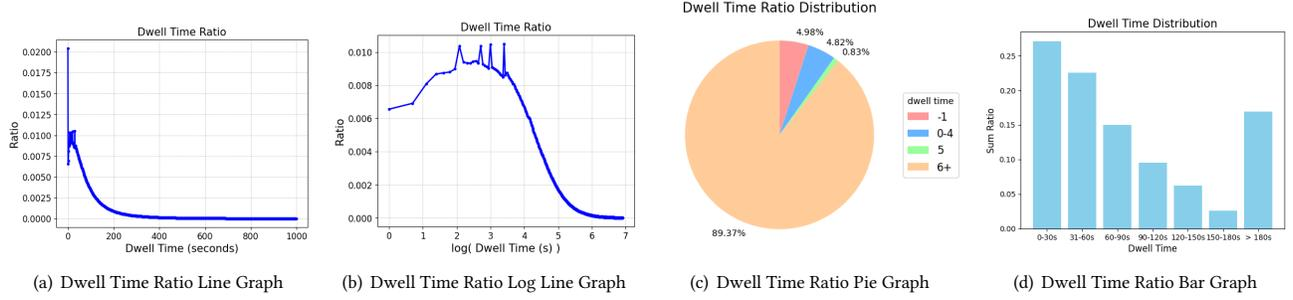 Dwell Time Ratio
0.0200
0.0175
0.0150
0.0125
0.0100
0.0075
0.0050
0.0025
0.0000
Ratio
0 200 400 600 800 1000
Dwell Time (seconds)
(a) Dwell Time Ratio Line Graph
Dwell Time Ratio
0.010
0.008
0.006
0.004
0.002
0.000
Ratio
0 1 2 3 4 5 6 7
log( Dwell Time (s) )
(b) Dwell Time Ratio Log Line Graph
Dwell Time Ratio Distribution
4.98%
4.82%
0.83%
89.37%
dwell time
-1
0-4
5
6+
(c) Dwell Time Ratio Pie Graph
Dwell Time Distribution
0.25
0.20
0.15
0.10
0.05
0.00
Sum Ratio
0-30s 31-60s 60-90s 90-120s 120-150s 150-180s > 180s
Dwell Time
(d) Dwell Time Ratio Bar Graph